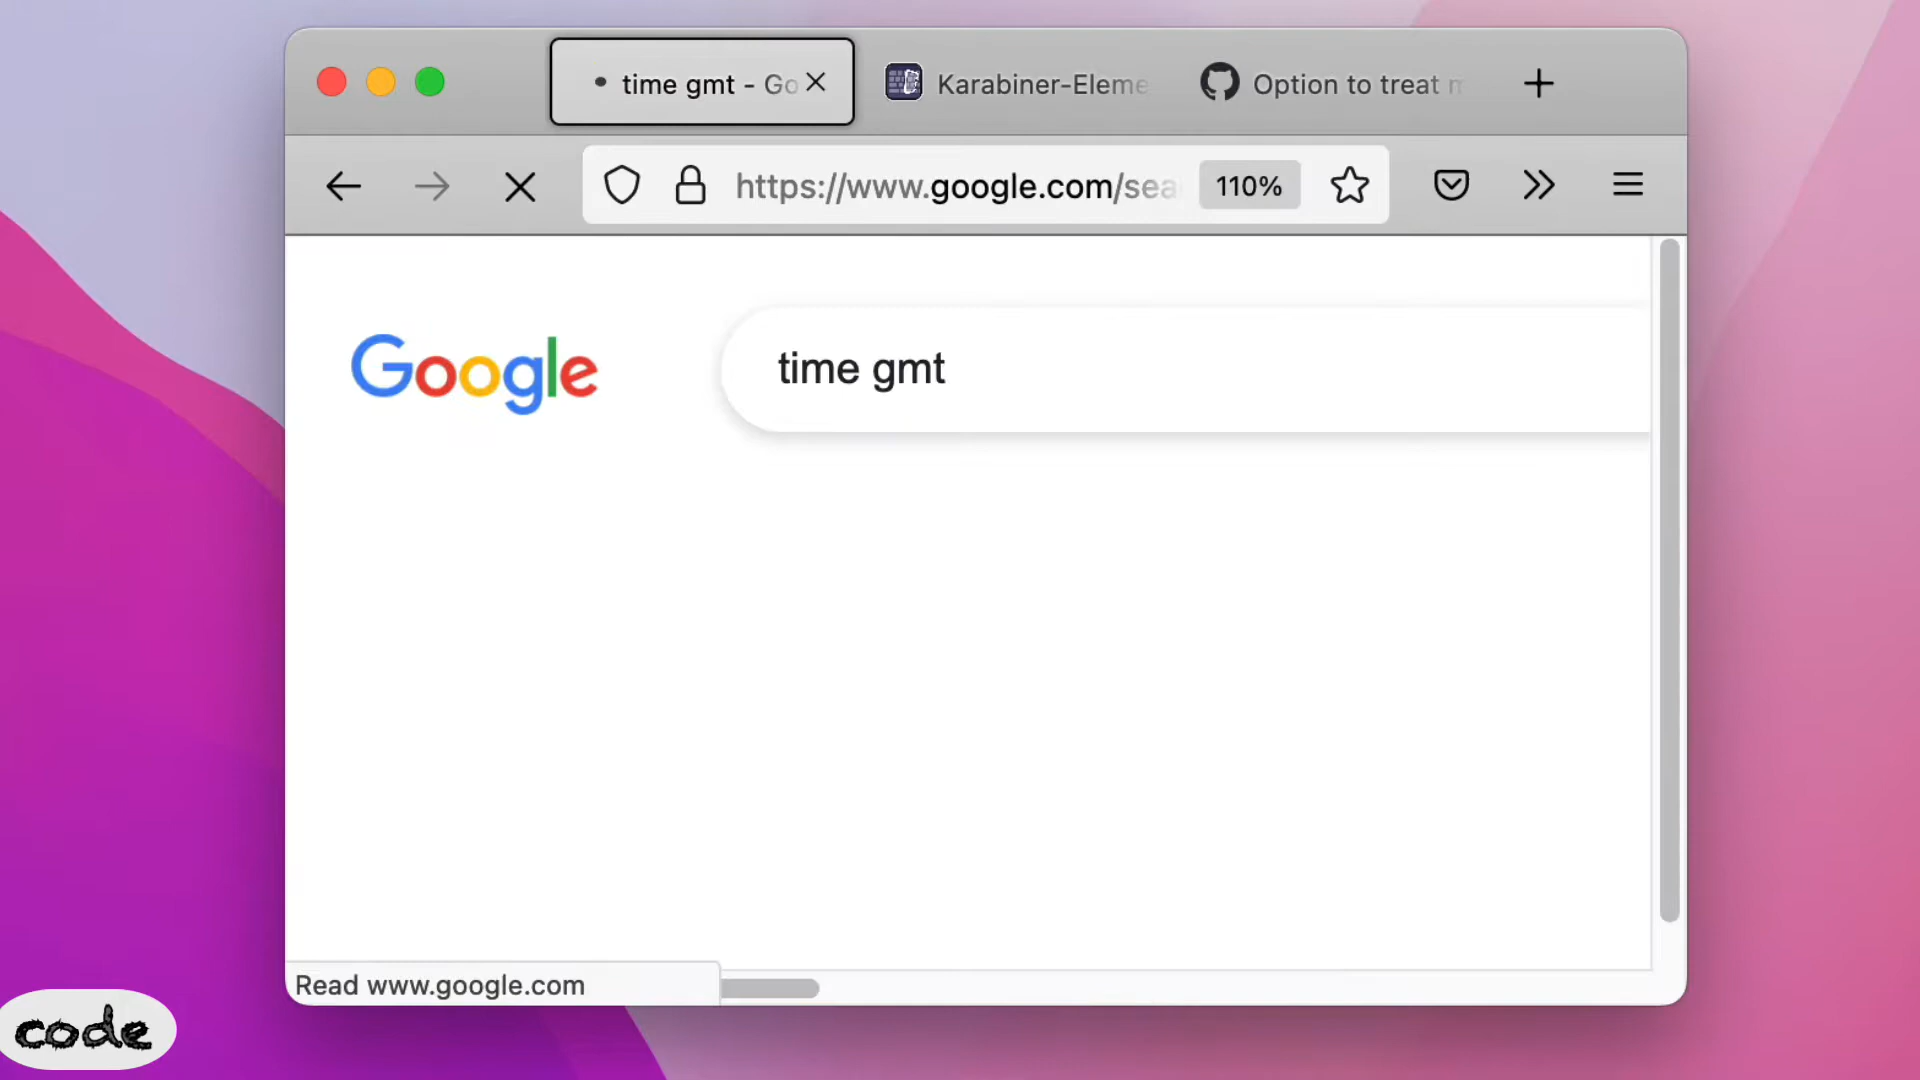 time gmt - Go
Karabiner-Eleme
Option to treat m
https://www.google.com/sea
110%
Google
time gmt
Read www.google.com
code